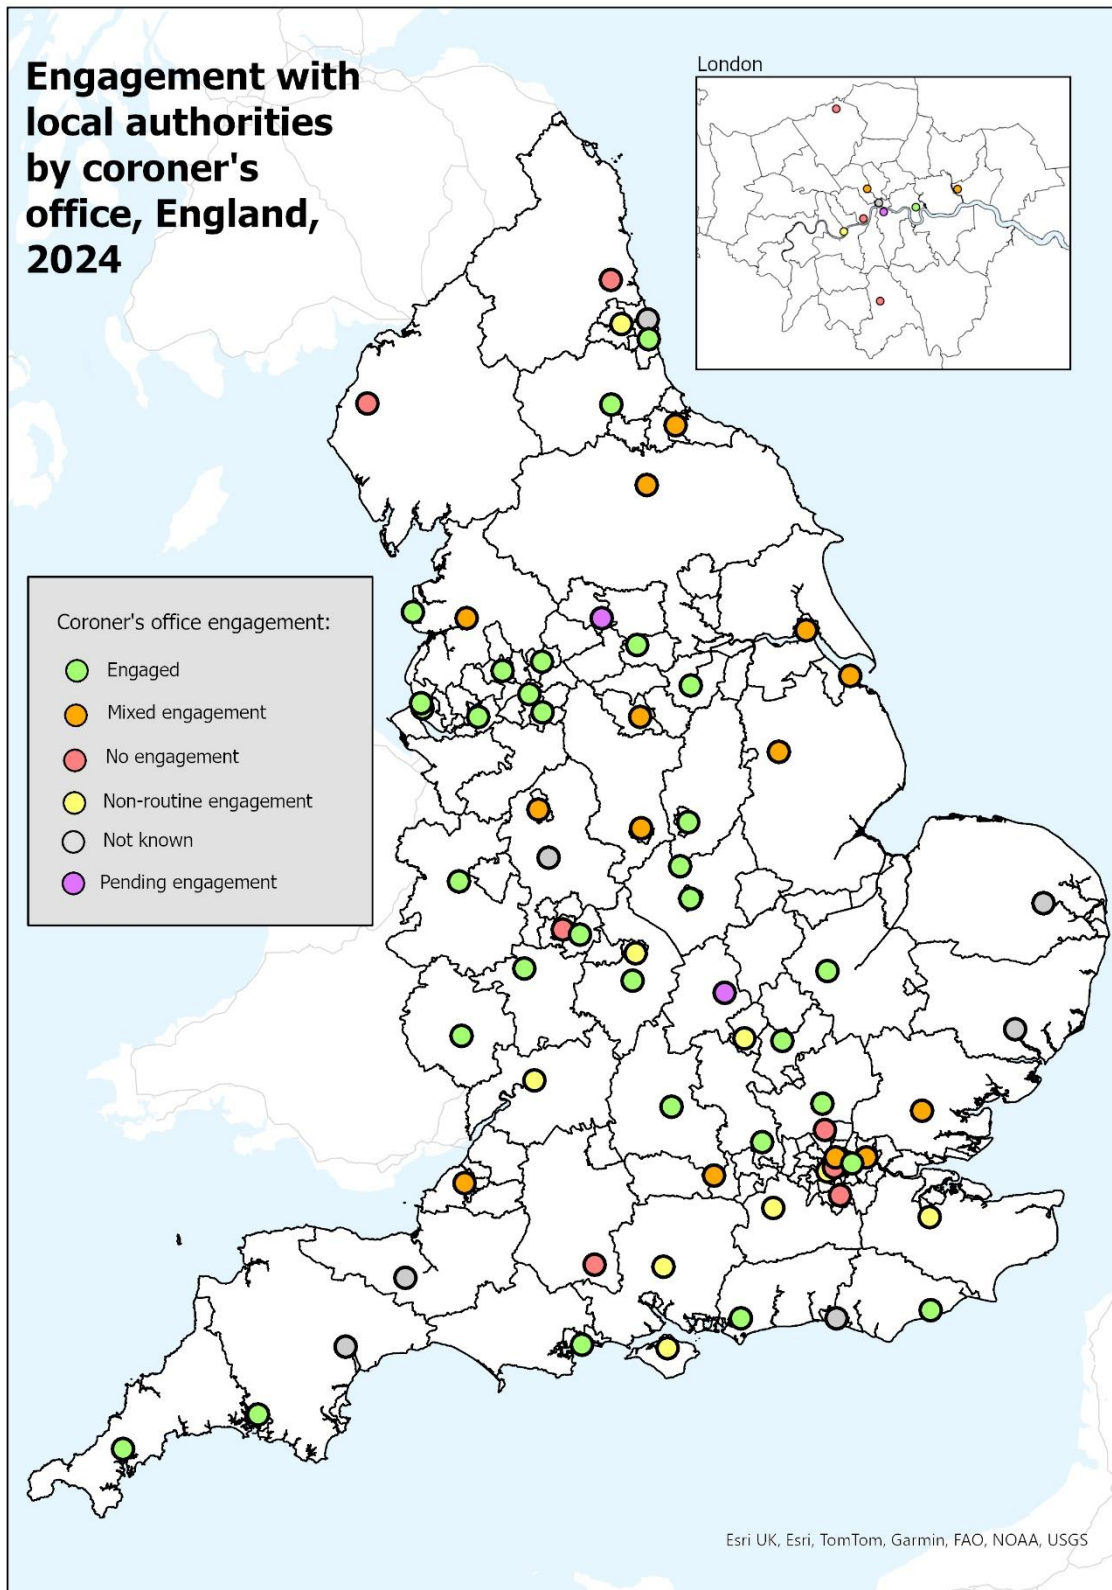 Engagement with
local authorities
by coroner's
office, England,
2024
London
Coroner's office engagement:
Engaged
Mixed engagement
No engagement
Non-routine engagement
Not known
Pending engagement
Esri UK, Esri, TomTom, Garmin, FAO, NOAA, USGS